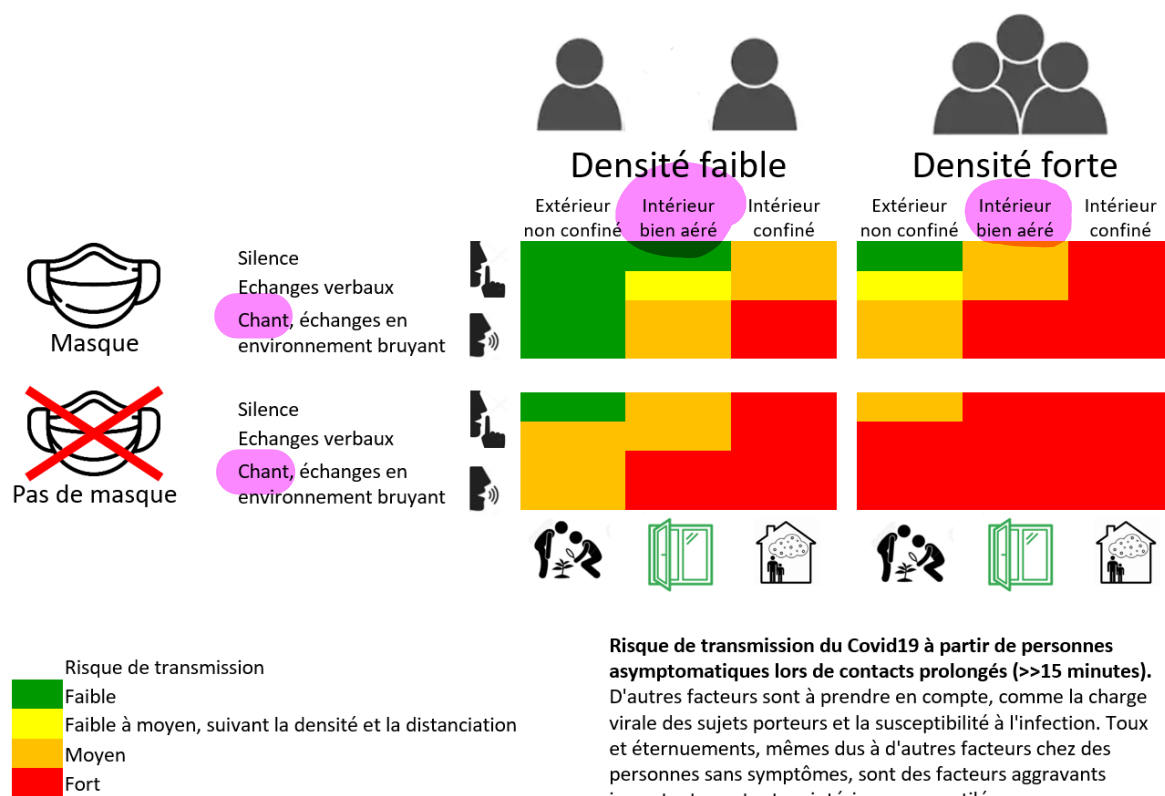 Densité faible
Densité forte
Extérieur non confiné
Intérieur bien aéré
Intérieur confiné
Extérieur non confiné
Intérieur bien aéré
Intérieur confiné
Masque
Silence
Echanges verbaux
Chant, échanges en
environnement bruyant
Pas de masque
Silence
Echanges verbaux
Chant, échanges en
environnement bruyant
Risque de transmission
Faible
Faible à moyen, suivant la densité et la distanciation
Moyen
Fort
Risque de transmission du Covid19 à partir de personnes
asymptomatiques lors de contacts prolongés (>>15 minutes).
D'autres facteurs sont à prendre en compte, comme la charge
virale des sujets porteurs et la susceptibilité à l'infection. Toux
et éternuements, mêmes dus à d'autres facteurs chez des
personnes sans symptômes, sont des facteurs aggravants